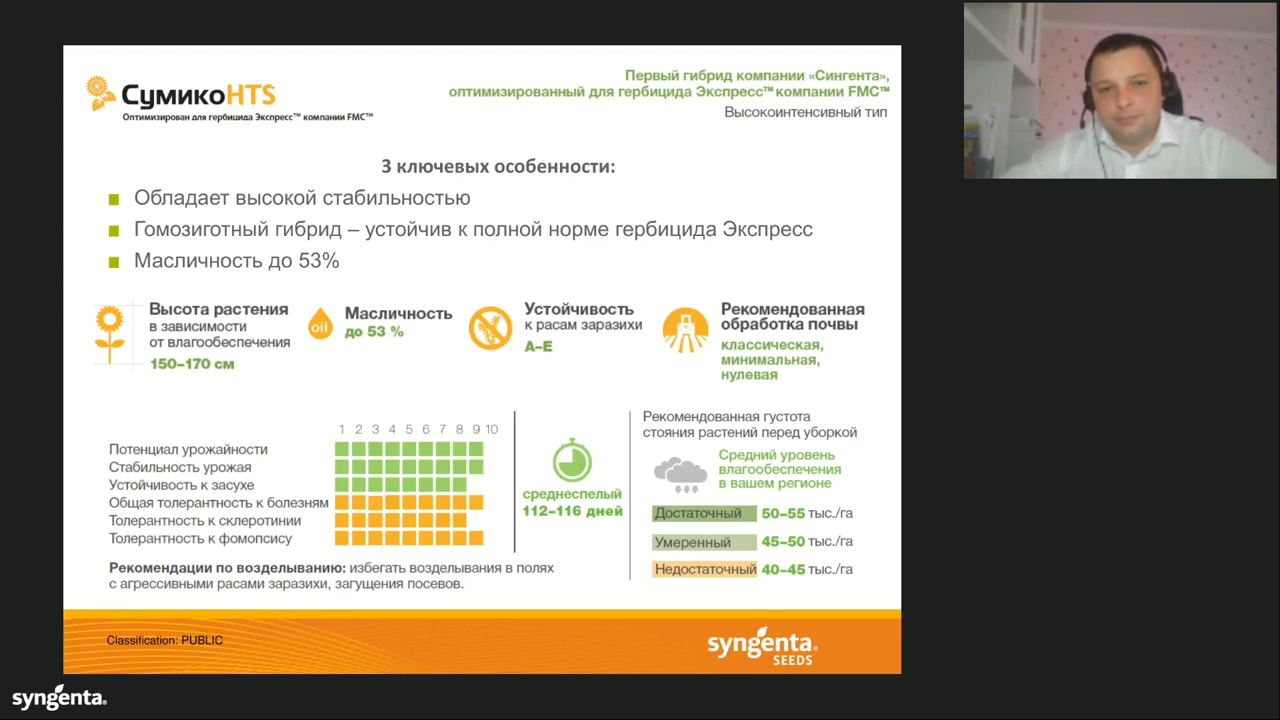 СумикоHTS
Оптимизирован для гербицида Экспресс™ компании FMC™
Первый гибрид компании «Сингента»,
оптимизированный для гербицида Экспресс™ компании FMC™
Высокоинтенсивный тип
3 ключевых особенности:
Обладает высокой стабильностью
Гомозиготный гибрид – устойчив к полной норме гербицида Экспресс
Масличность до 53%
Высота растения
в зависимости
от влагообеспечения
150–170 см
oil
Масличность
до 53 %
Устойчивость
к расам заразихи
A–E
Рекомендованная
обработка почвы
классическая,
минимальная,
нулевая
1 2 3 4 5 6 7 8 9 10
Потенциал урожайности
Стабильность урожая
Устойчивость к засухе
Общая толерантность к болезням
Толерантность к склеротинии
Толерантность к фомопсису
среднеспелый
112–116 дней
Рекомендованная густота
стояния растений перед уборкой
Средний уровень
влагообеспечения
в вашем регионе
Достаточный 50–55 тыс./га
Умеренный 45–50 тыс./га
Недостаточный 40–45 тыс./га
Рекомендации по возделыванию: избегать возделывания в полях
с агрессивными расами заразихи, загущения посевов.
Classification: PUBLIC
syngenta.
SEEDS
syngenta.